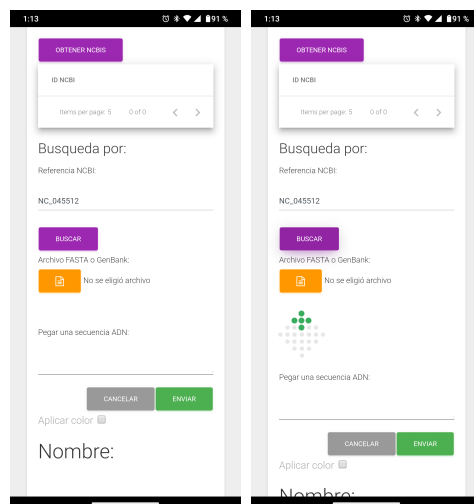 1:13
91 %
OBTENER NCBIS
ID NCBI
Items per page: 5
0 of 0
Busqueda por:
Referencia NCBI:
NC_045512
BUSCAR
Archivo FASTA o GenBank:
No se eligió archivo
Pegar una secuencia ADN:
CANCELAR
ENVIAR
Aplicar color
Nombre:
1:13
91 %
OBTENER NCBIS
ID NCBI
Items per page: 5
0 of 0
Busqueda por:
Referencia NCBI:
NC_045512
BUSCAR
Archivo FASTA o GenBank:
No se eligió archivo
Pegar una secuencia ADN:
CANCELAR
ENVIAR
Aplicar color
Nombre: